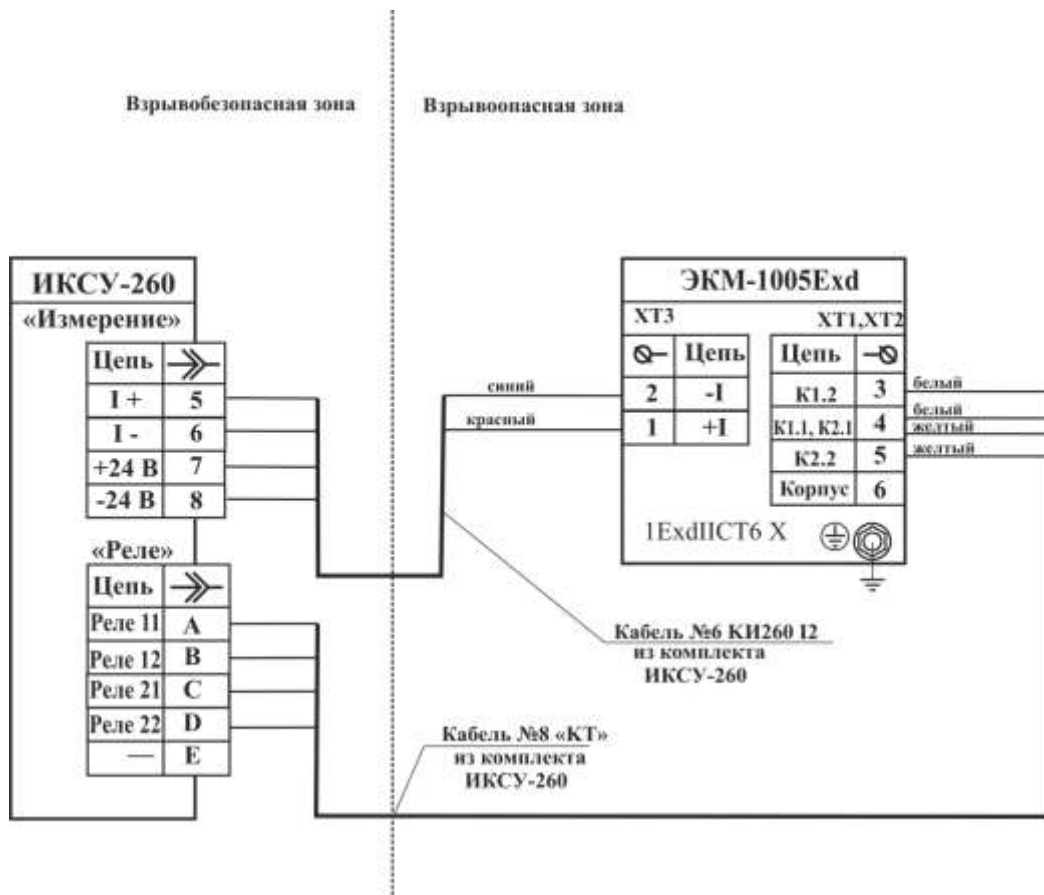 Взрывобезопасная зона
Взрывоопасная зона
ИКСУ-260
«Измерение»
Цепь
I + 5
I - 6
+24 В 7
-24 В 8
«Реле»
Цепь
Реле 11 A
Реле 12 B
Реле 21 C
Реле 22 D
— E
ЭКМ-1005Exd
XT3
XT1,XT2
Цепь
2 -I
1 +I
Цепь
К1.2 3
К1.1, К2.1 4
К2.2 5
Корпус 6
1ExdIICT6 X
синий
красный
белый
белый
желтый
желтый
Кабель №6 КИ260 I2
из комплекта
ИКСУ-260
Кабель №8 «КТ»
из комплекта
ИКСУ-260